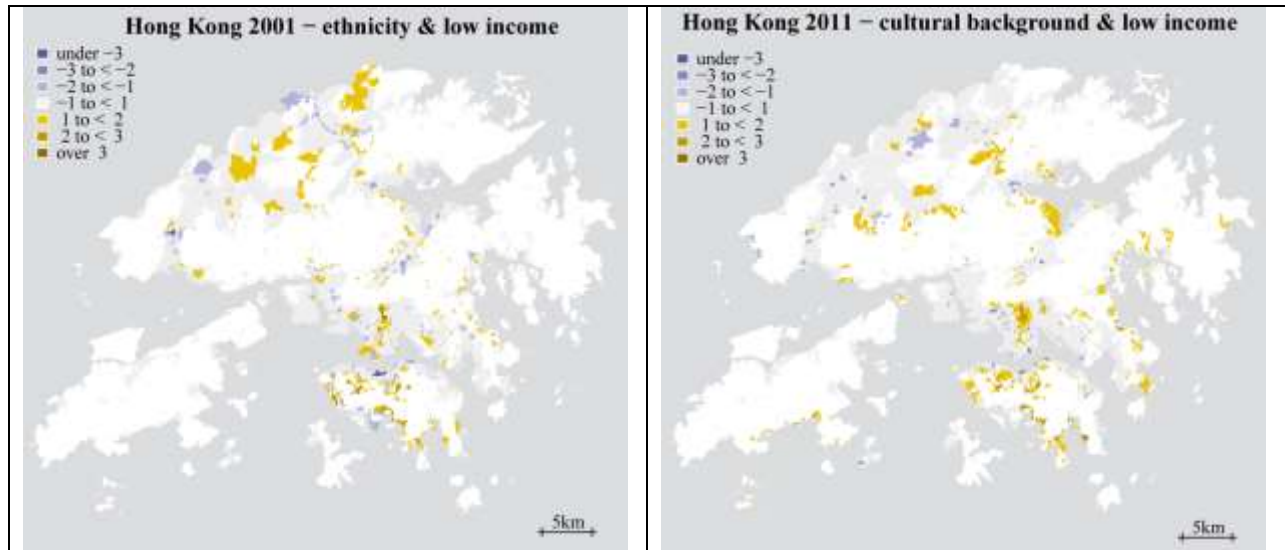 Hong Kong 2001 − ethnicity & low income
under −3
−3 to < −2
−2 to < −1
−1 to < 1
1 to < 2
2 to < 3
over 3
5km
Hong Kong 2011 − cultural background & low income
under −3
−3 to < −2
−2 to < −1
−1 to < 1
1 to < 2
2 to < 3
over 3
5km